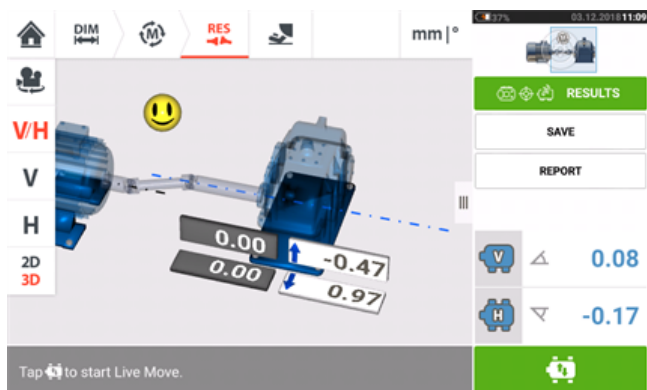 DIM
M
RES
mm|°
37%
03.12.2018 11:09
RESULTS
SAVE
REPORT
V/H
V
H
2D
3D
0.00
-0.47
0.00
0.97
V
0.08
H
-0.17
Tap to start Live Move.